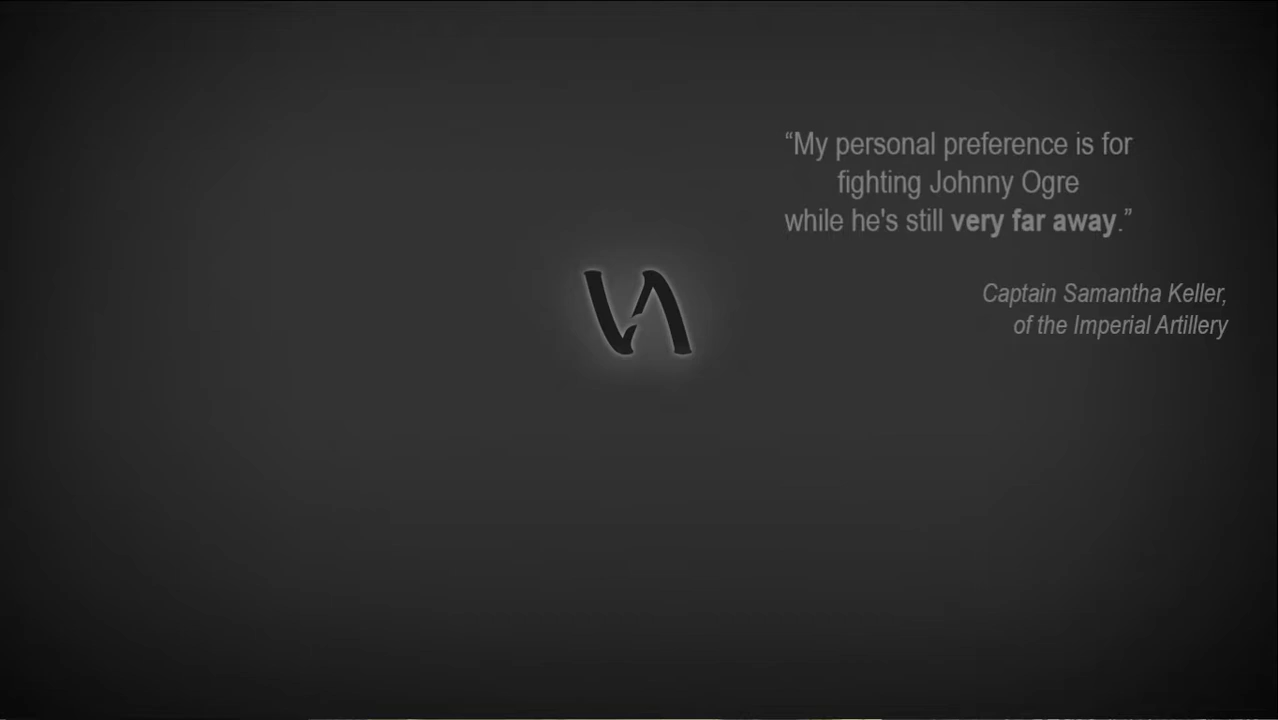 “My personal preference is for
fighting Johnny Ogre
while he's still very far away.”
Captain Samantha Keller,
of the Imperial Artillery